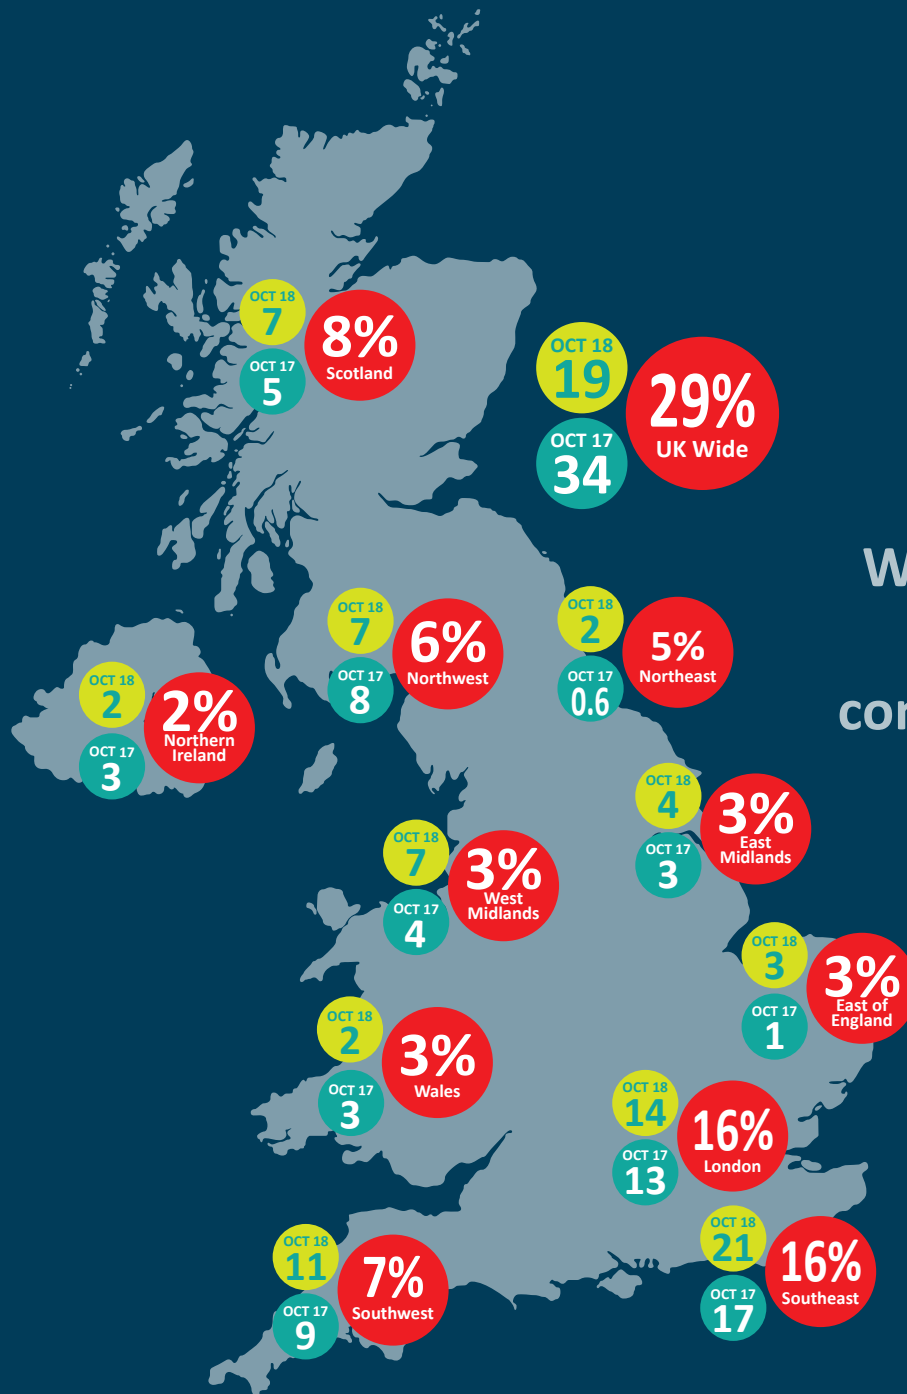 OCT 18
7
OCT 17
5
8%
Scotland
OCT 18
19
OCT 17
34
29%
UK Wide
OCT 18
7
OCT 17
8
6%
Northwest
OCT 18
2
OCT 17
0.6
5%
Northeast
OCT 18
2
OCT 17
3
2%
Northern
Ireland
OCT 18
4
OCT 17
3
3%
East
Midlands
OCT 18
7
OCT 17
4
3%
West
Midlands
OCT 18
3
OCT 17
1
3%
East of
England
OCT 18
2
OCT 17
3
3%
Wales
OCT 18
14
OCT 17
13
16%
London
OCT 18
21
OCT 17
17
16%
Southeast
OCT 18
11
OCT 17
9
7%
Southwest